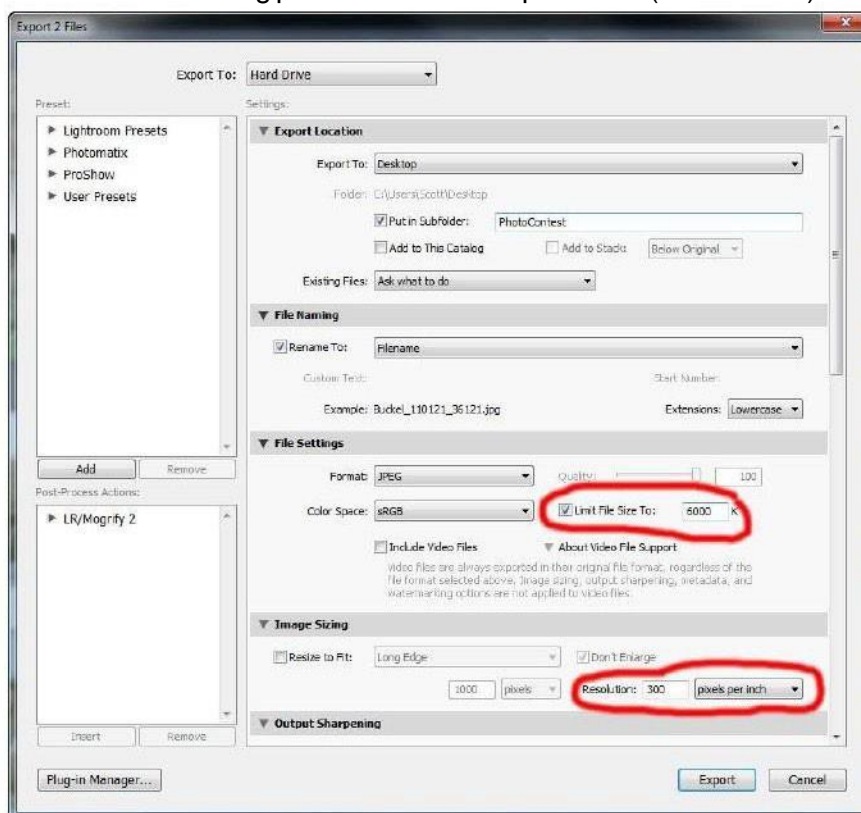 Export 2 Files
Export To: Hard Drive
Preset:
Settings:
Lightroom Presets
Photomatix
ProShow
User Presets
Add Remove
Post-Process Actions:
LR/Mogrify 2
Insert Remove
Export Location
Export To: Desktop
Folder: C:\Users\Scott\Desktop
Put in Subfolder: PhotoContest
Add to This Catalog Add to Stack: Below Original
Existing Files: Ask what to do
File Naming
Rename To: Filename
Custom Text: Start Number:
Example: Buckel_110121_36121.jpg Extensions: Lowercase
File Settings
Format: JPEG Quality: 100
Color Space: sRGB Limit File Size To: 6000 K
Include Video Files About Video File Support
Video files are always exported in their original file format, regardless of the
file format selected above. Image sizing, output sharpening, metadata, and
watermarking options are not applied to video files.
Image Sizing
Resize to Fit: Long Edge Don't Enlarge
1000 pixels Resolution: 300 pixels per inch
Output Sharpening
Plug-in Manager... Export Cancel